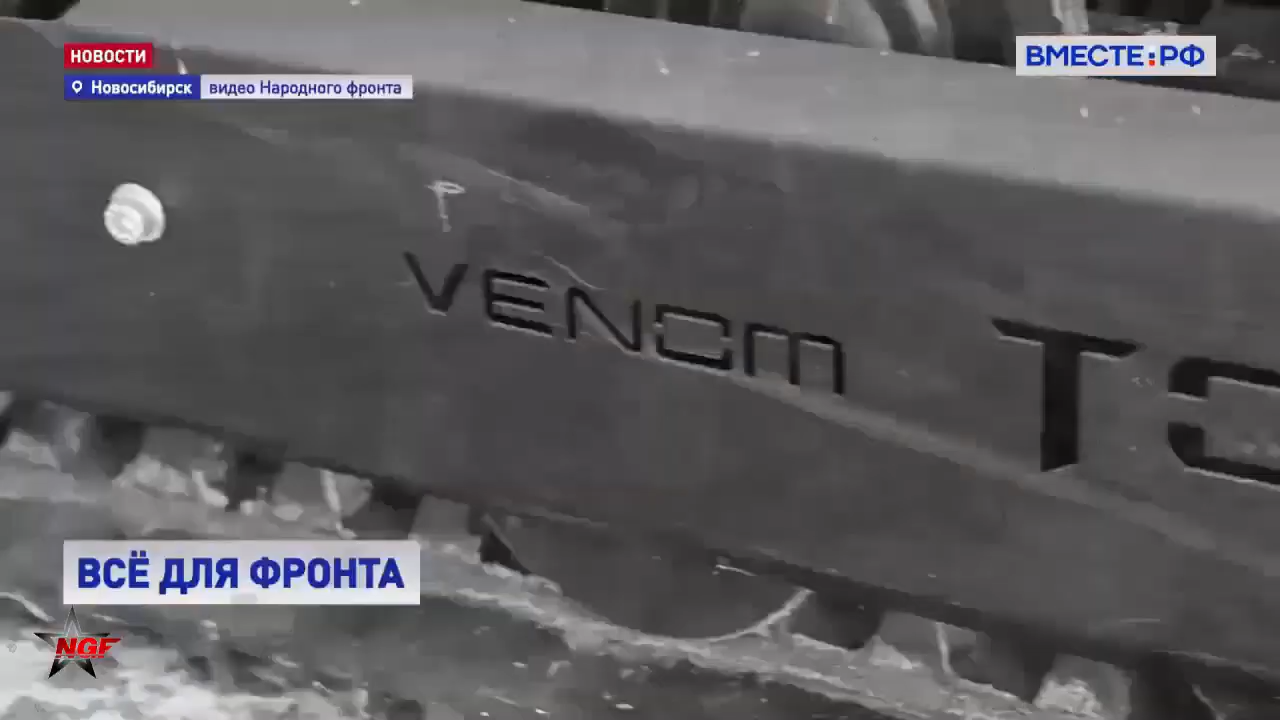 НОВОСТИ
Новосибирск
видео Народного фронта
ВМЕСТЕ:РФ
VENOM
ВСЁ ДЛЯ ФРОНТА
NGF